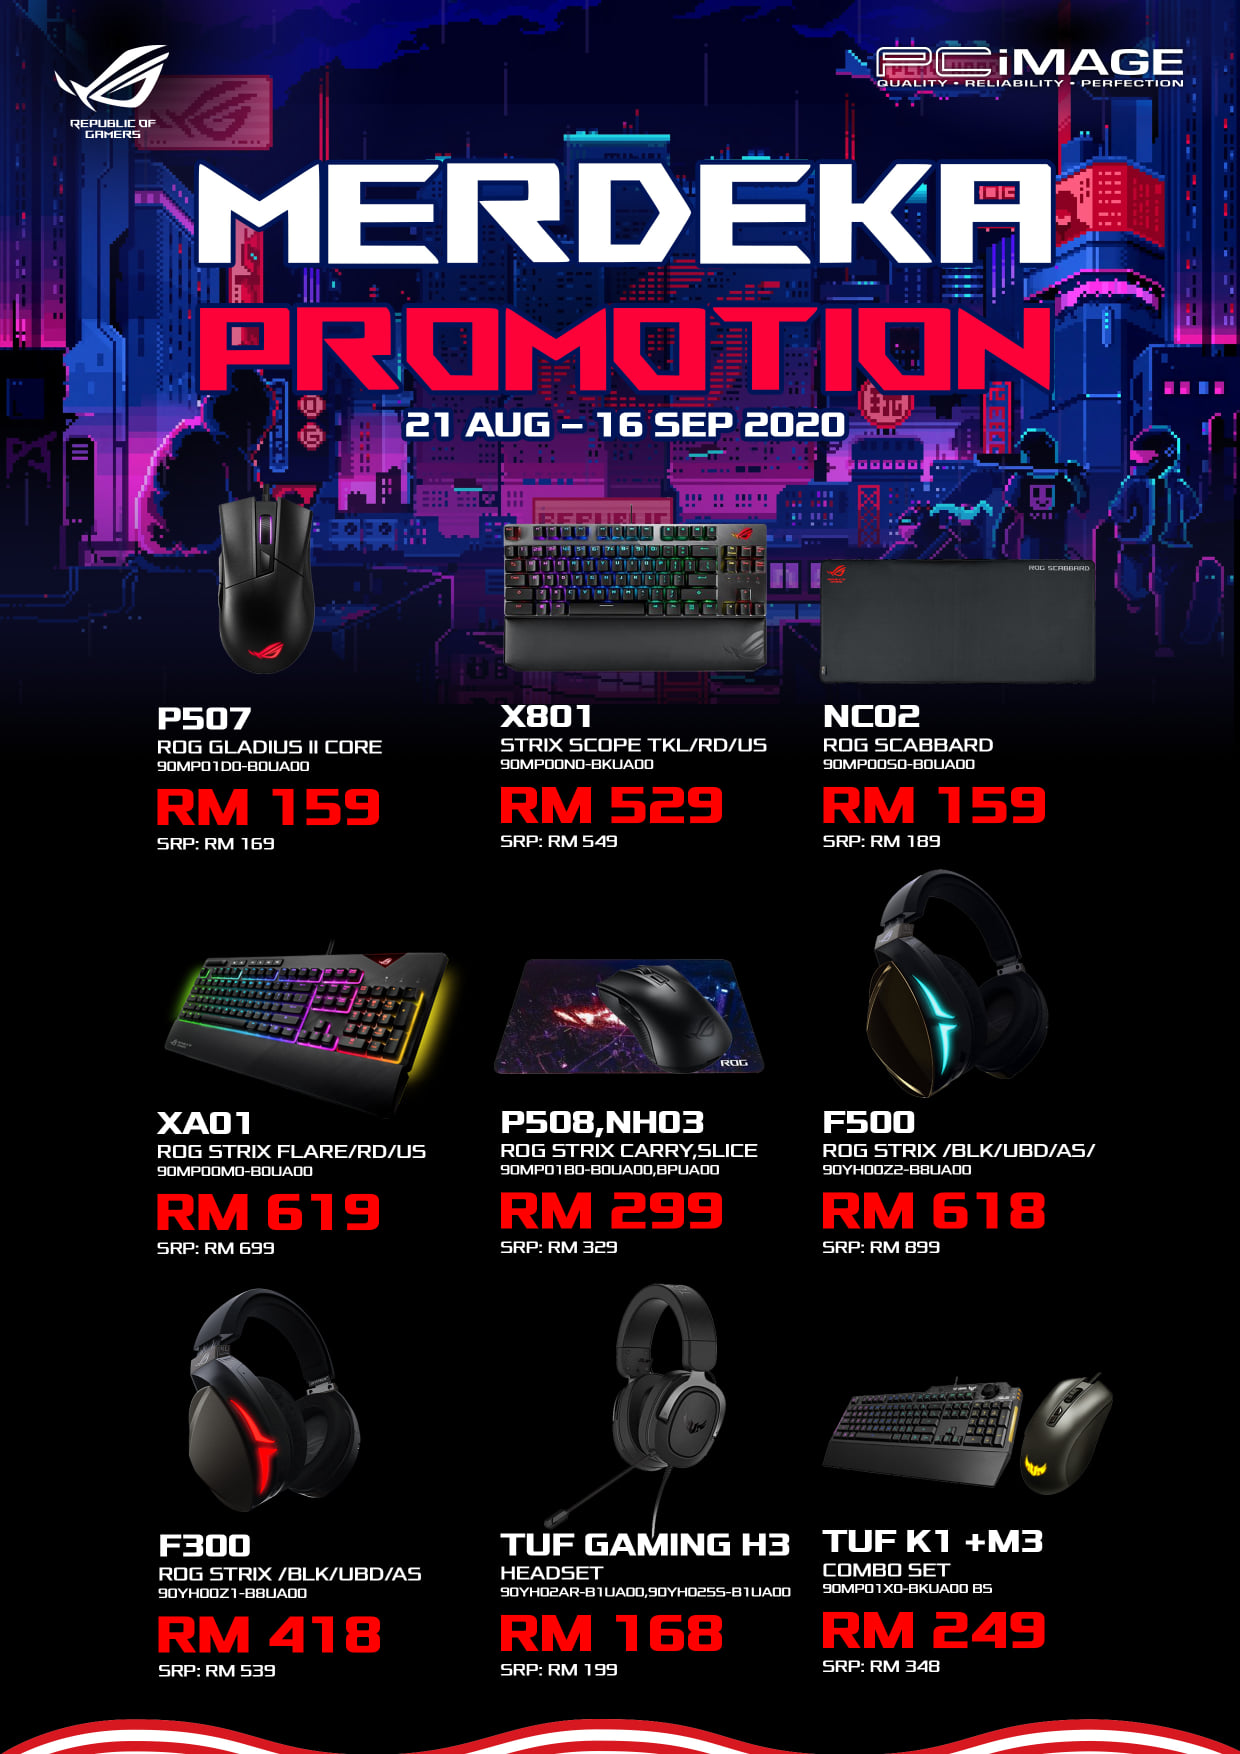 REPUBLIC OF
GAMERS
PCiMAGE
QUALITY • RELIABILITY • PERFECTION
MERDEKA
PROMOTION
21 AUG – 16 SEP 2020
REPUBLIC
ROG SCABBARD
P507
ROG GLADIUS II CORE
90MP01D0-B0UA00
RM 159
SRP: RM 169
X801
STRIX SCOPE TKL/RD/US
90MP00N0-BKUA00
RM 529
SRP: RM 549
NC02
ROG SCABBARD
90MP00S0-B0UA00
RM 159
SRP: RM 189
ROG
XA01
ROG STRIX FLARE/RD/US
90MP00M0-B0UA00
RM 619
SRP: RM 699
P508,NH03
ROG STRIX CARRY,SLICE
90MP01B0-B0UA00,BPUA00
RM 299
SRP: RM 329
F500
ROG STRIX /BLK/UBD/AS/
90YH00Z2-B8UA00
RM 618
SRP: RM 899
F300
ROG STRIX /BLK/UBD/AS
90YH00Z1-B8UA00
RM 418
SRP: RM 539
TUF GAMING H3
HEADSET
90YH02AR-B1UA00,90YH025S-B1UA00
RM 168
SRP: RM 199
TUF K1 +M3
COMBO SET
90MP01X0-BKUA00 BS
RM 249
SRP: RM 348